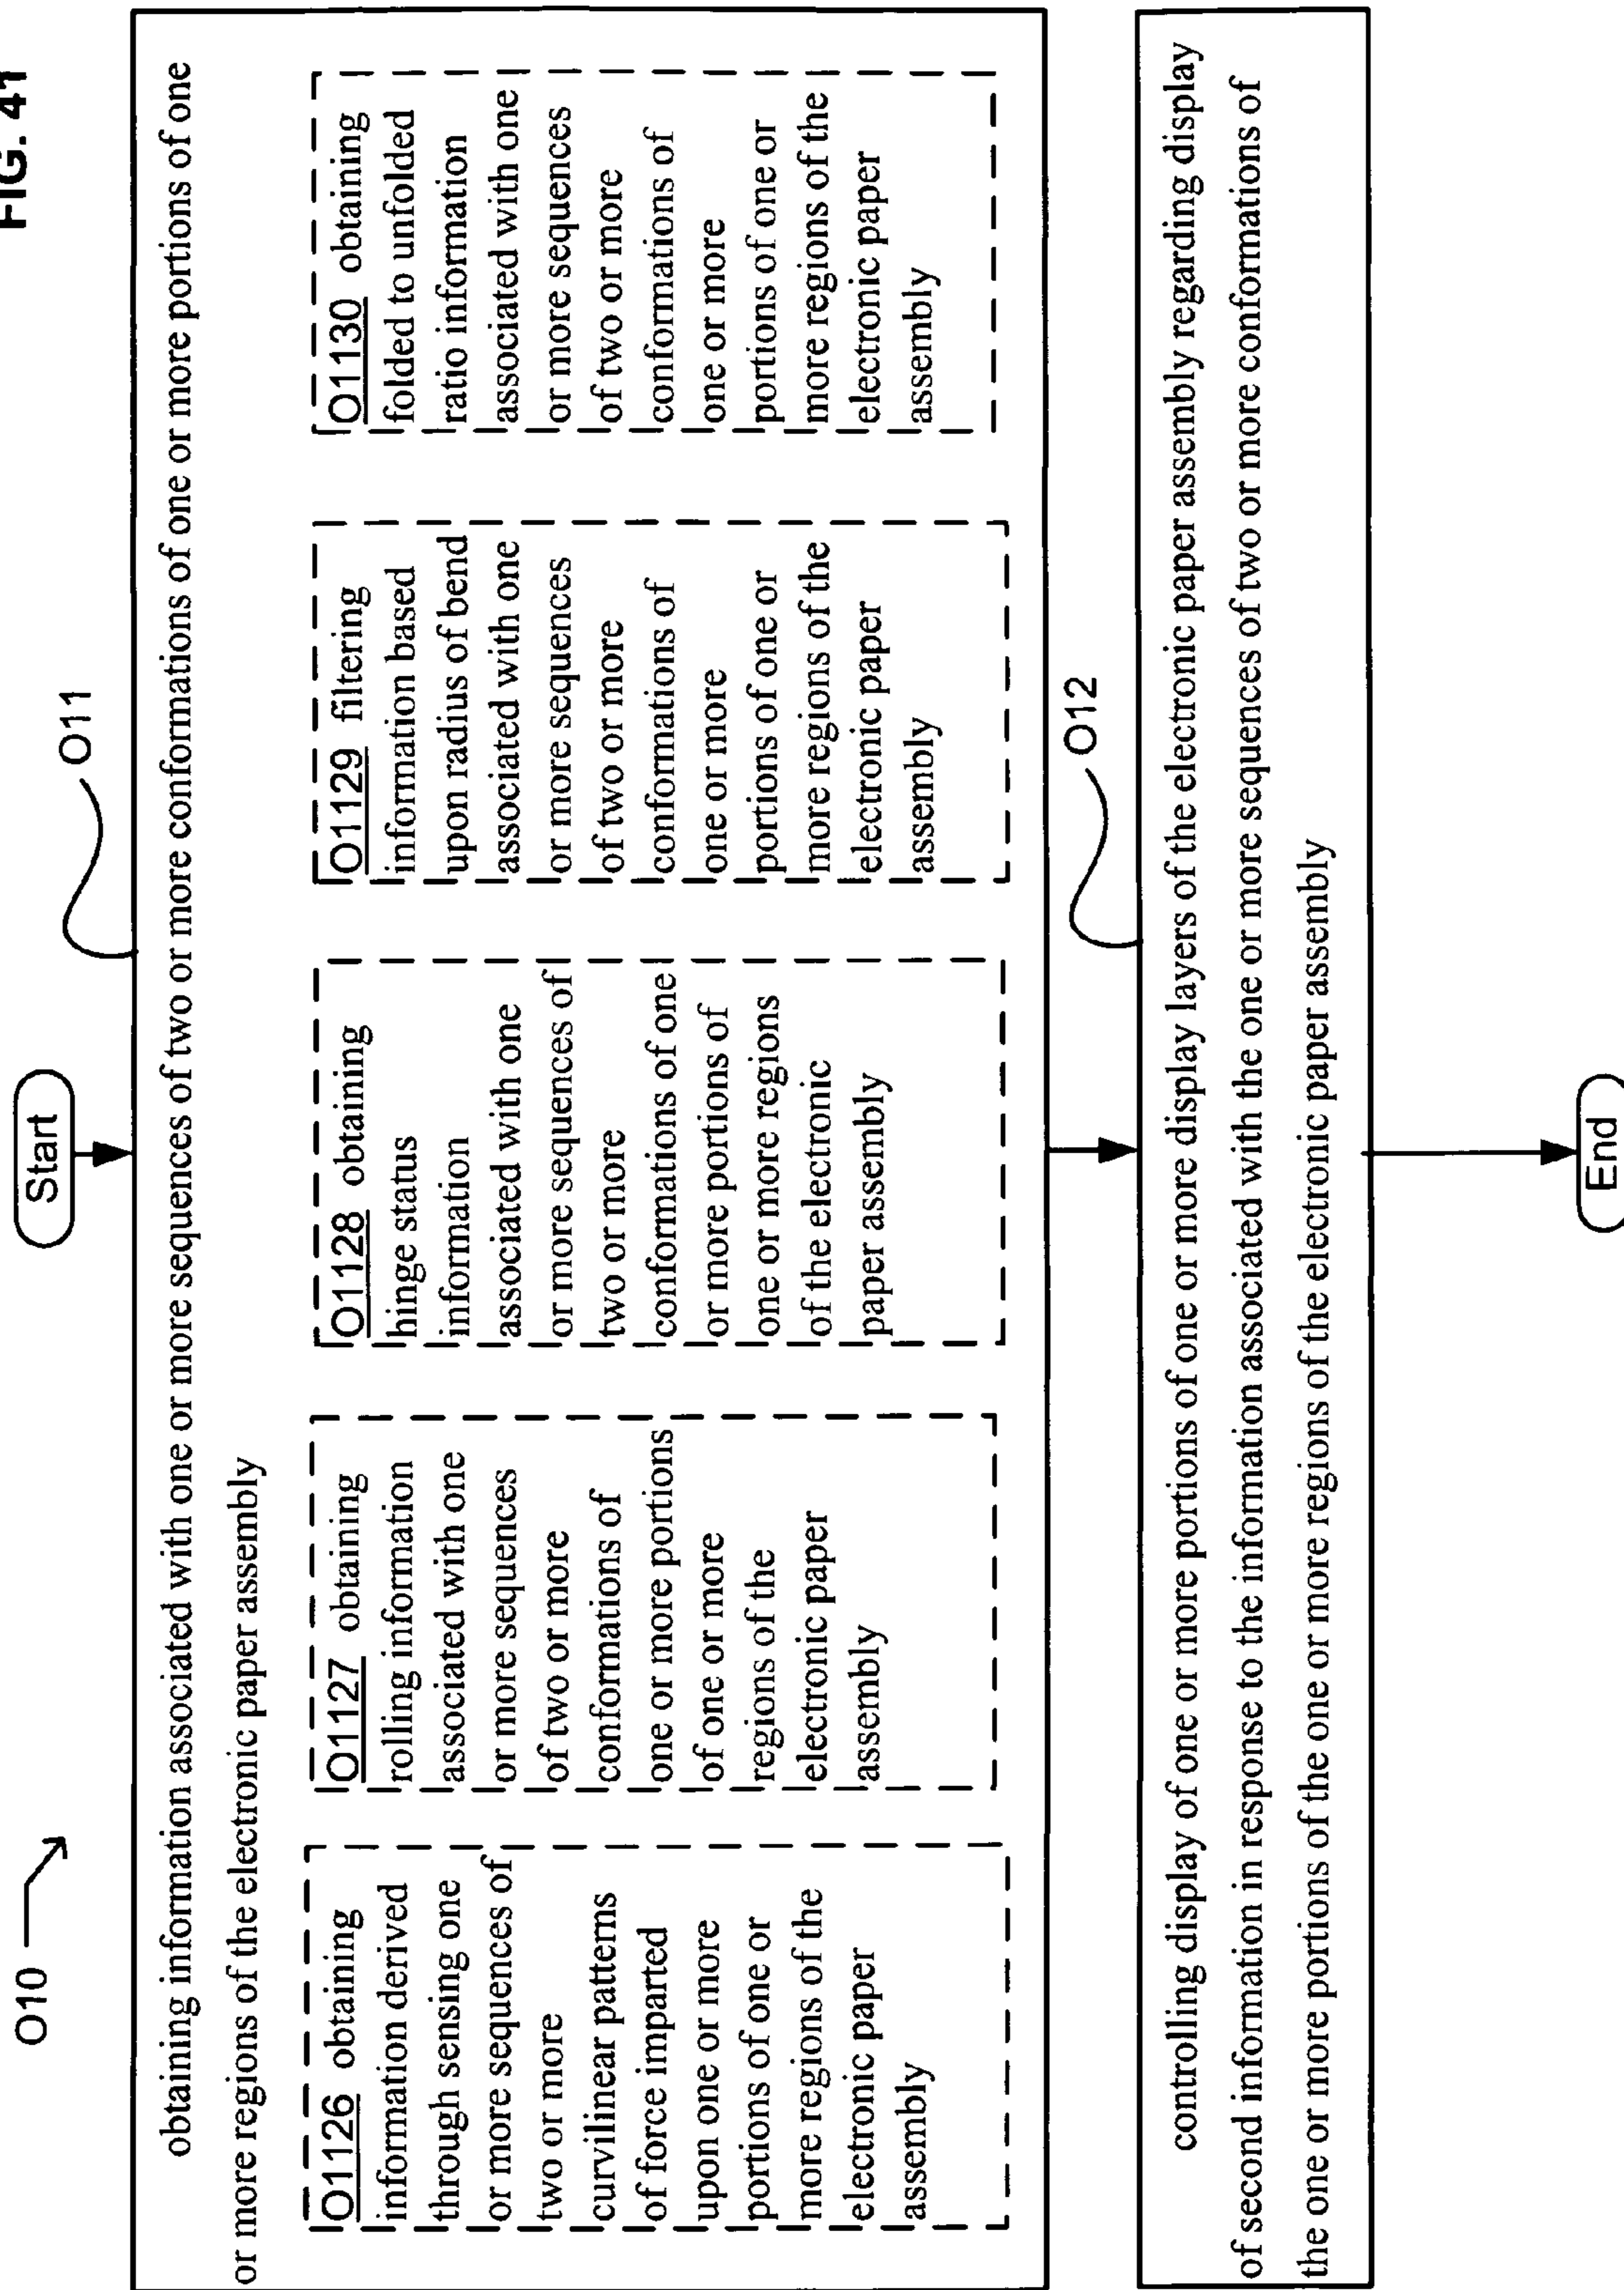 FIG. 41
O10
Start
O11
obtaining information associated with one or more sequences of two or more conformations of one or more portions of one
or more regions of the electronic paper assembly
O1126 obtaining
information derived
through sensing one
or more sequences of
two or more
curvilinear patterns
of force imparted
upon one or more
portions of one or
more regions of the
electronic paper
assembly
O1127 obtaining
rolling information
associated with one
or more sequences
of two or more
conformations of
one or more portions
of one or more
regions of the
electronic paper
assembly
O1128 obtaining
hinge status
information
associated with one
or more sequences of
two or more
conformations of one
or more portions of
one or more regions
of the electronic
paper assembly
O1129 filtering
information based
upon radius of bend
associated with one
or more sequences
of two or more
conformations of
one or more
portions of one or
more regions of the
electronic paper
assembly
O1130 obtaining
folded to unfolded
ratio information
associated with one
or more sequences
of two or more
conformations of
one or more
portions of one or
more regions of the
electronic paper
assembly
O12
controlling display of one or more portions of one or more display layers of the electronic paper assembly regarding display
of second information in response to the information associated with the one or more sequences of two or more conformations of
the one or more portions of the one or more regions of the electronic paper assembly
End